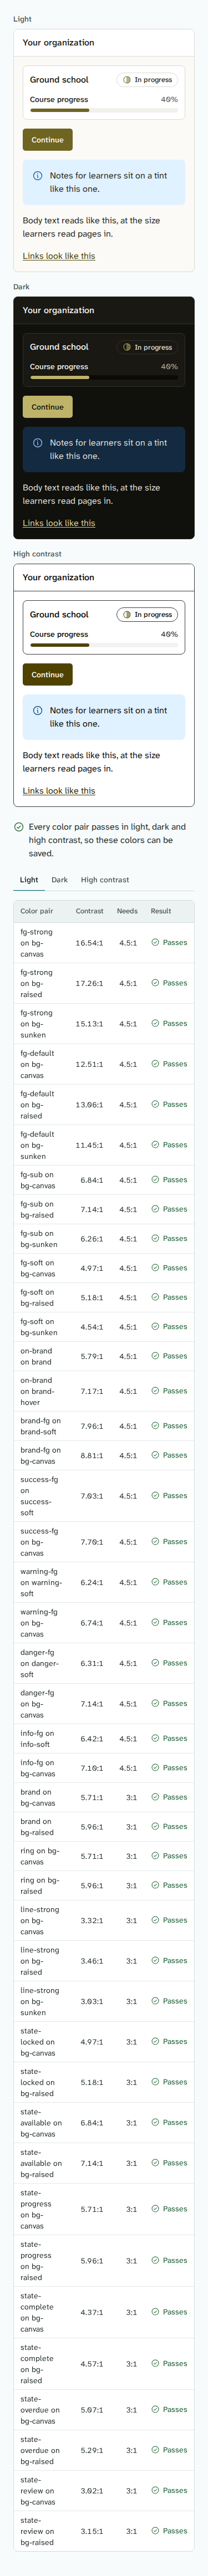 Light
Your organization
Ground school
In progress
Course progress 40%
Continue
Notes for learners sit on a tint
like this one.
Body text reads like this, at the size
learners read pages in.
Links look like this
Dark
Your organization
Ground school
In progress
Course progress 40%
Continue
Notes for learners sit on a tint
like this one.
Body text reads like this, at the size
learners read pages in.
Links look like this
High contrast
Your organization
Ground school
In progress
Course progress 40%
Continue
Notes for learners sit on a tint
like this one.
Body text reads like this, at the size
learners read pages in.
Links look like this
Every color pair passes in light, dark and
high contrast, so these colors can be
saved.
Light Dark High contrast
Color pair Contrast Needs Result
fg-strong
on bg-
canvas
16.54:1 4.5:1 Passes
fg-strong
on bg-
raised
17.26:1 4.5:1 Passes
fg-strong
on bg-
sunken
15.13:1 4.5:1 Passes
fg-default
on bg-
canvas
12.51:1 4.5:1 Passes
fg-default
on bg-
raised
13.06:1 4.5:1 Passes
fg-default
on bg-
sunken
11.45:1 4.5:1 Passes
fg-sub on
bg-canvas
6.84:1 4.5:1 Passes
fg-sub on
bg-raised
7.14:1 4.5:1 Passes
fg-sub on
bg-sunken
6.26:1 4.5:1 Passes
fg-soft on
bg-canvas
4.97:1 4.5:1 Passes
fg-soft on
bg-raised
5.18:1 4.5:1 Passes
fg-soft on
bg-sunken
4.54:1 4.5:1 Passes
on-brand
on brand
5.79:1 4.5:1 Passes
on-brand
on brand-
hover
7.17:1 4.5:1 Passes
brand-fg on
brand-soft
7.96:1 4.5:1 Passes
brand-fg on
bg-canvas
8.81:1 4.5:1 Passes
success-fg
on
success-
soft
7.03:1 4.5:1 Passes
success-fg
on bg-
canvas
7.70:1 4.5:1 Passes
warning-fg
on warning-
soft
6.24:1 4.5:1 Passes
warning-fg
on bg-
canvas
6.74:1 4.5:1 Passes
danger-fg
on danger-
soft
6.31:1 4.5:1 Passes
danger-fg
on bg-
canvas
7.14:1 4.5:1 Passes
info-fg on
info-soft
6.42:1 4.5:1 Passes
info-fg on
bg-canvas
7.10:1 4.5:1 Passes
brand on
bg-canvas
5.71:1 3:1 Passes
brand on
bg-raised
5.96:1 3:1 Passes
ring on bg-
canvas
5.71:1 3:1 Passes
ring on bg-
raised
5.96:1 3:1 Passes
line-strong
on bg-
canvas
3.32:1 3:1 Passes
line-strong
on bg-
raised
3.46:1 3:1 Passes
line-strong
on bg-
sunken
3.03:1 3:1 Passes
state-
locked on
bg-canvas
4.97:1 3:1 Passes
state-
locked on
bg-raised
5.18:1 3:1 Passes
state-
available on
bg-canvas
6.84:1 3:1 Passes
state-
available on
bg-raised
7.14:1 3:1 Passes
state-
progress
on bg-
canvas
5.71:1 3:1 Passes
state-
progress
on bg-
raised
5.96:1 3:1 Passes
state-
complete
on bg-
canvas
4.37:1 3:1 Passes
state-
complete
on bg-
raised
4.57:1 3:1 Passes
state-
overdue on
bg-canvas
5.07:1 3:1 Passes
state-
overdue on
bg-raised
5.29:1 3:1 Passes
state-
review on
bg-canvas
3.02:1 3:1 Passes
state-
review on
bg-raised
3.15:1 3:1 Passes